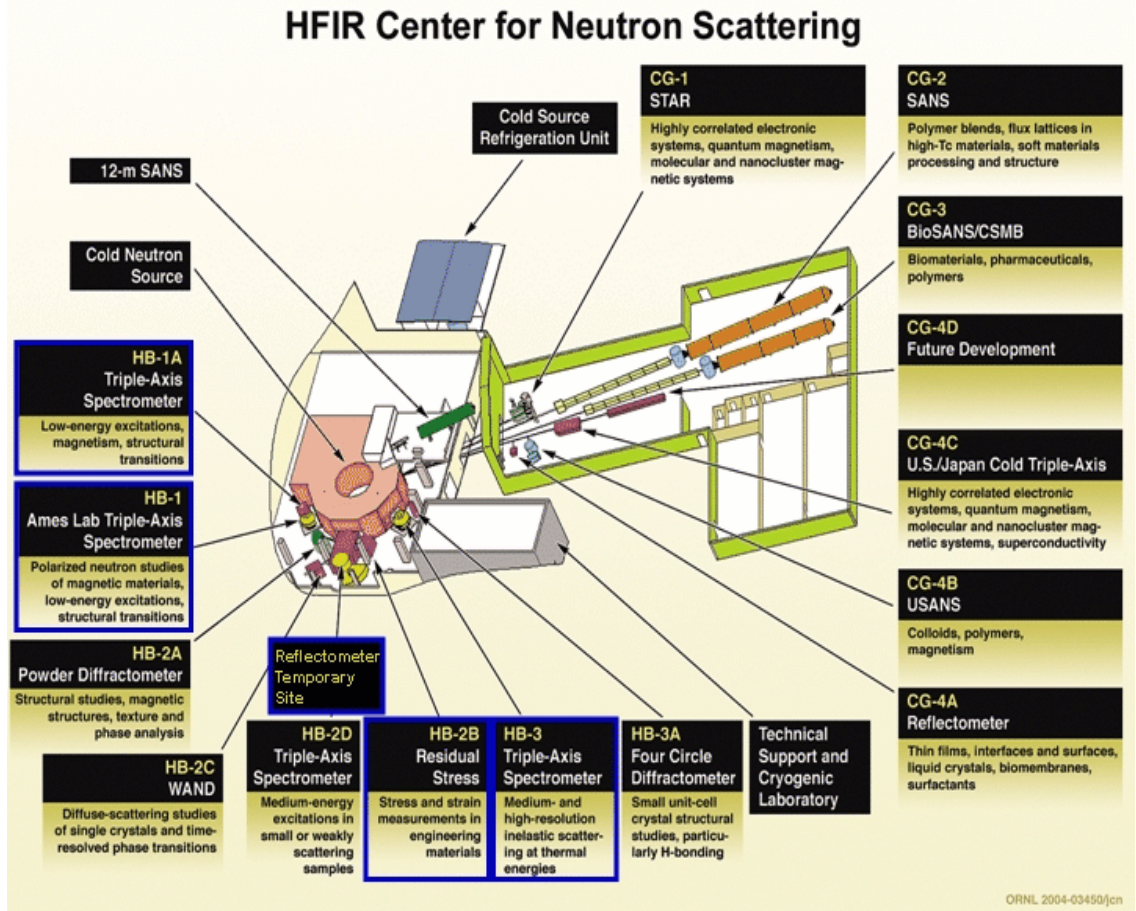 HFIR Center for Neutron Scattering
CG-1
STAR
Highly correlated electronic
systems, quantum magnetism,
molecular and nanocluster mag-
netic systems
CG-2
SANS
Polymer blends, flux lattices in
high-Tc materials, soft materials
processing and structure
Cold Source
Refrigeration Unit
12-m SANS
CG-3
BioSANS/CSMB
Biomaterials, pharmaceuticals,
polymers
Cold Neutron
Source
CG-4D
Future Development
HB-1A
Triple-Axis
Spectrometer
Low-energy excitations,
magnetism, structural
transitions
CG-4C
U.S./Japan Cold Triple-Axis
Highly correlated electronic
systems, quantum magnetism,
molecular and nanocluster mag-
netic systems, superconductivity
HB-1
Ames Lab Triple-Axis
Spectrometer
Polarized neutron studies
of magnetic materials,
low-energy excitations,
structural transitions
CG-4B
USANS
Colloids, polymers,
magnetism
HB-2A
Powder Diffractometer
Structural studies, magnetic
structures, texture and
phase analysis
Reflectometer
Temporary
Site
CG-4A
Reflectometer
Thin films, interfaces and surfaces,
liquid crystals, biomembranes,
surfactants
HB-2C
WAND
Diffuse-scattering studies
of single crystals and time-
resolved phase transitions
HB-2D
Triple-Axis
Spectrometer
Medium-energy
excitations in
small or weakly
scattering
samples
HB-2B
Residual
Stress
Stress and strain
measurements in
engineering
materials
HB-3
Triple-Axis
Spectrometer
Medium- and
high-resolution
inelastic scatter-
ing at thermal
energies
HB-3A
Four Circle
Diffractometer
Small unit-cell
crystal structural
studies, particu-
larly H-bonding
Technical
Support and
Cryogenic
Laboratory
ORNL 2004-03450/jcn